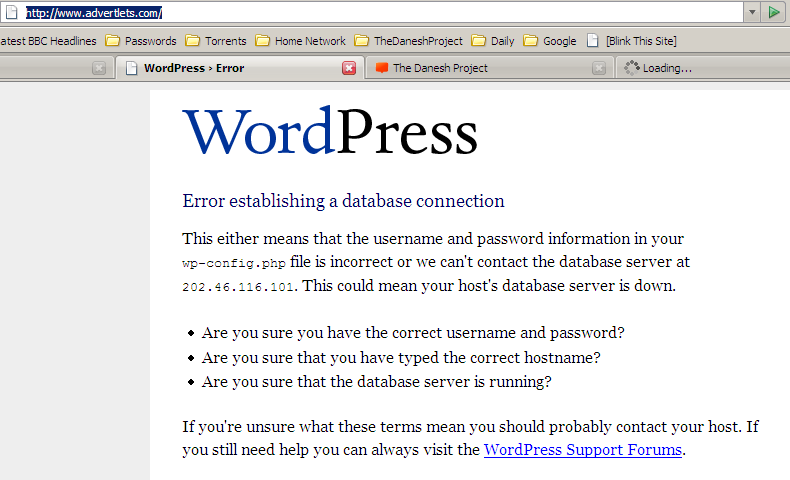 http://www.advertlets.com/
atest BBC Headlines Passwords Torrents Home Network TheDaneshProject Daily Google [Blink This Site]
WordPress › Error The Danesh Project Loading...
WordPress
Error establishing a database connection
This either means that the username and password information in your
wp-config.php file is incorrect or we can't contact the database server at
202.46.116.101. This could mean your host's database server is down.
Are you sure you have the correct username and password?
Are you sure that you have typed the correct hostname?
Are you sure that the database server is running?
If you're unsure what these terms mean you should probably contact your host. If
you still need help you can always visit the WordPress Support Forums.